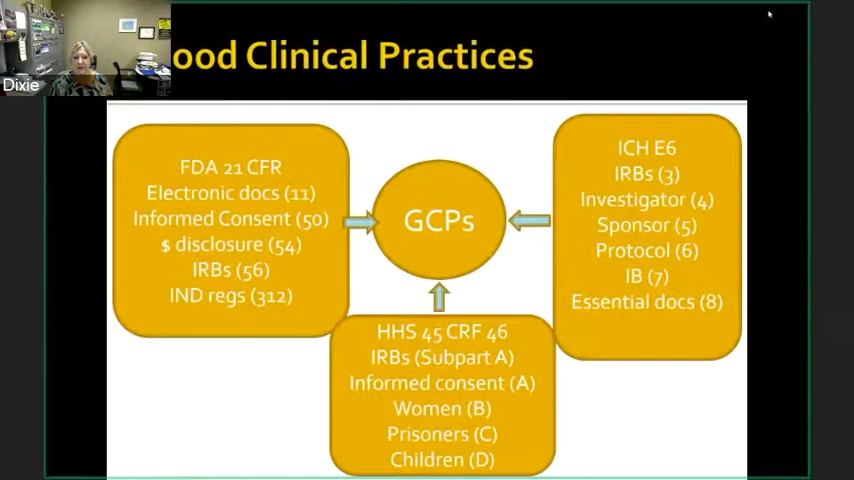 Dixie
ood Clinical Practices
FDA 21 CFR
Electronic docs (11)
Informed Consent (50)
$ disclosure (54)
IRBs (56)
IND regs (312)
GCPs
ICH E6
IRBs (3)
Investigator (4)
Sponsor (5)
Protocol (6)
IB (7)
Essential docs (8)
HHS 45 CRF 46
IRBs (Subpart A)
Informed consent (A)
Women (B)
Prisoners (C)
Children (D)